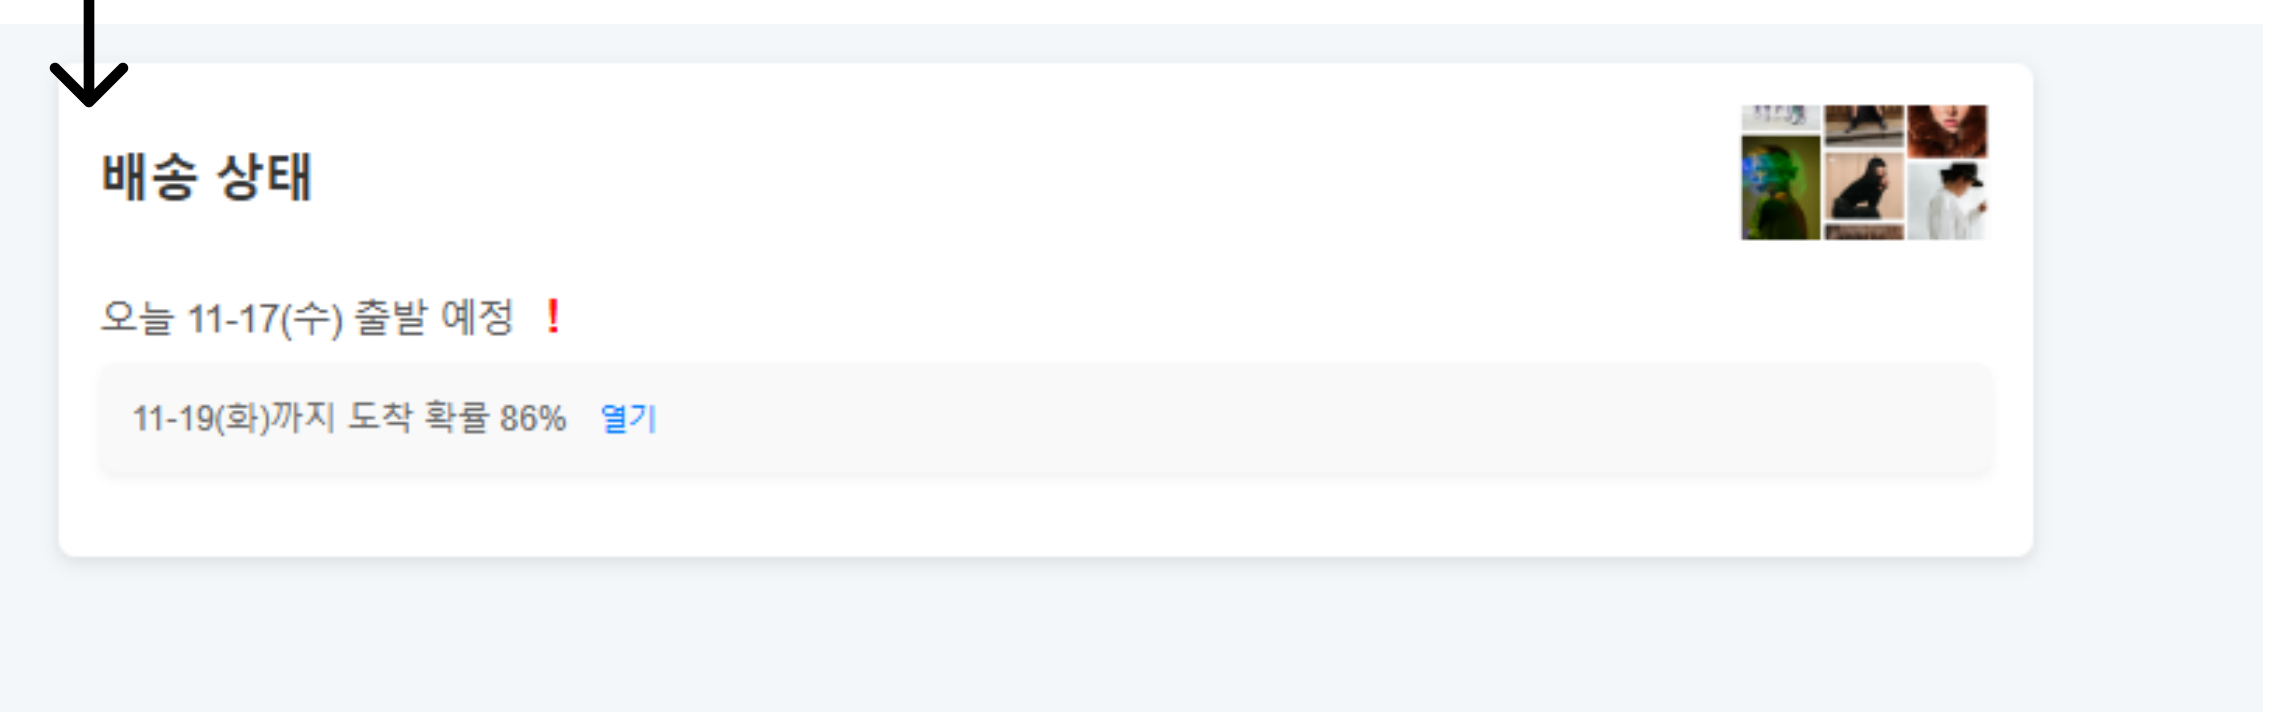 배송 상태
오늘 11-17(수) 출발 예정 !
11-19(화)까지 도착 확률 86% 열기